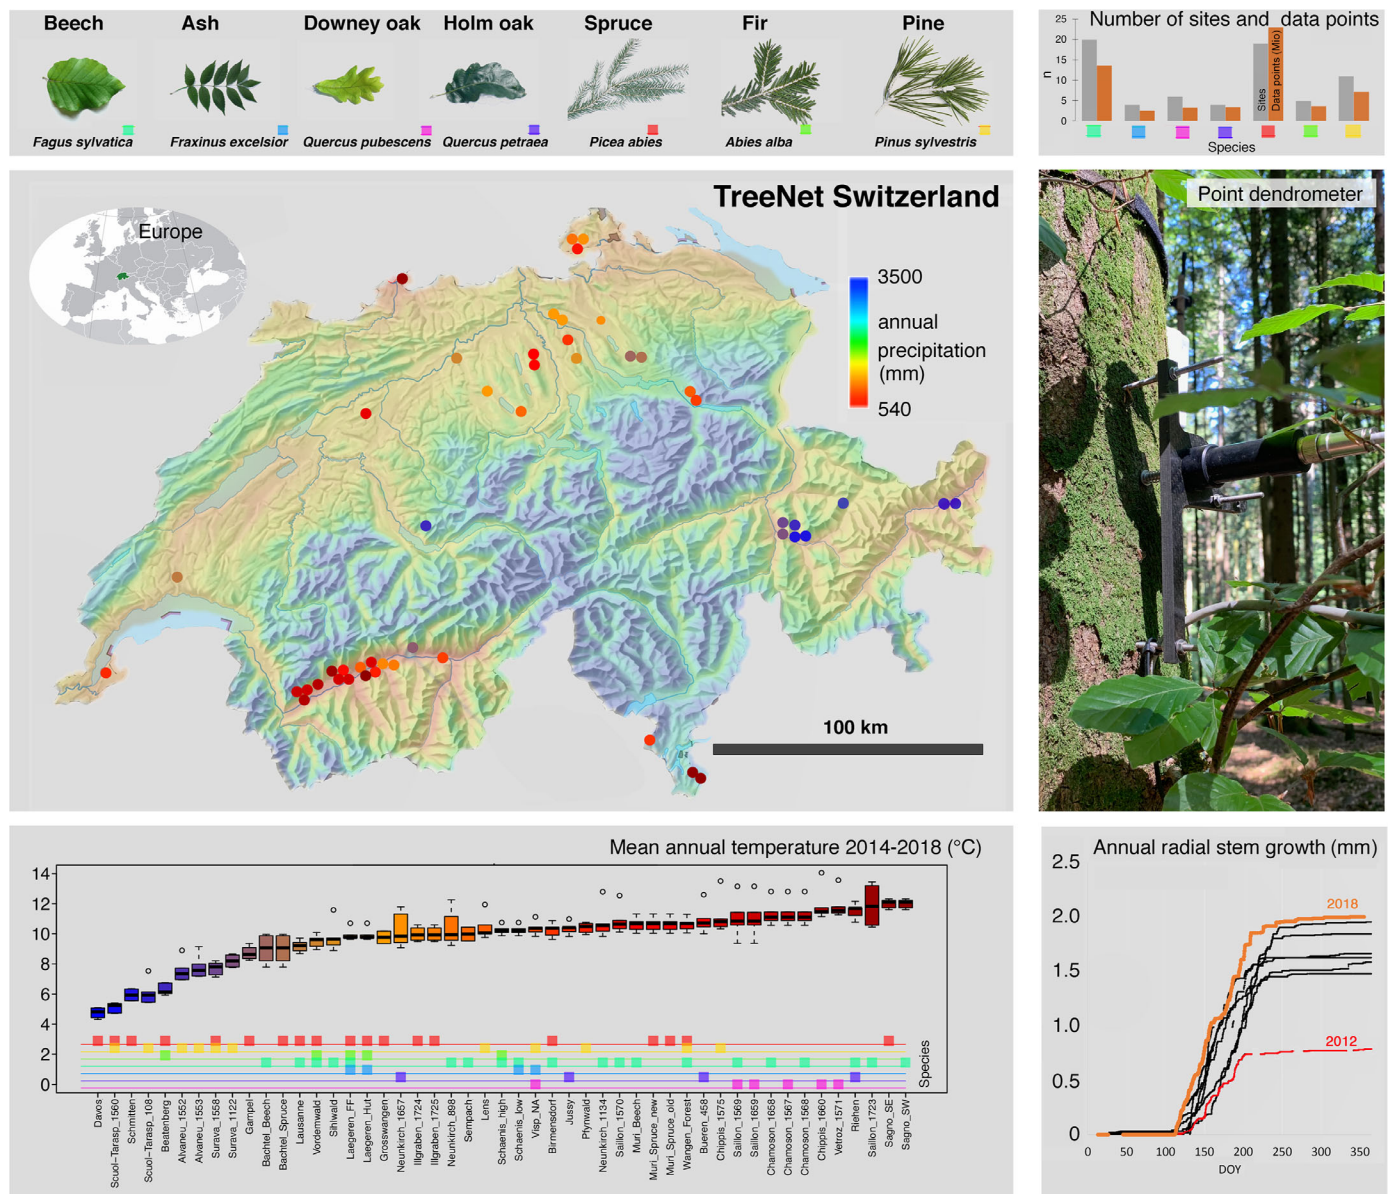 Beech
Ash
Downey oak
Holm oak
Spruce
Fir
Pine
Fagus sylvatica
Fraxinus excelsior
Quercus pubescens
Quercus petraea
Picea abies
Abies alba
Pinus sylvestris
Number of sites and data points
25
20
15
10
5
0
n
Sites
Data points (Mio)
Species
TreeNet Switzerland
Europe
3500
annual
precipitation
(mm)
540
100 km
Point dendrometer
Mean annual temperature 2014-2018 (°C)
14
12
10
8
6
4
2
0
Species
Davos
Scuol-Tarasp_1560
Schmitten
Scuol-Tarasp_108
Beatenberg
Alvaneu_1552
Alvaneu_1553
Surava_1558
Surava_1122
Gampel
Bachtel_Beech
Bachtel_Spruce
Lausanne
Vordemwald
Sihlwald
Laegeren_FF
Laegeren_Hut
Grosswangen
Neunkirch_1657
Illgraben_1724
Illgraben_1725
Neunkirch_898
Sempach
Lens
Schaenis_high
Schaenis_low
Visp_NA
Birmensdorf
Jussy
Pfynwald
Neunkirch_1134
Saillon_1570
Muri_Beech
Muri_Spruce_new
Muri_Spruce_old
Wangen_Forest
Bueren_458
Chippis_1575
Saillon_1569
Saillon_1659
Chamoson_1658
Chamoson_1567
Chamoson_1568
Chippis_1660
Vetroz_1571
Riehen
Saillon_1723
Sagno_SE
Sagno_SW
Annual radial stem growth (mm)
2.5
2.0
1.5
1.0
0.5
0
2018
2012
0
50
100
150
200
250
300
350
DOY